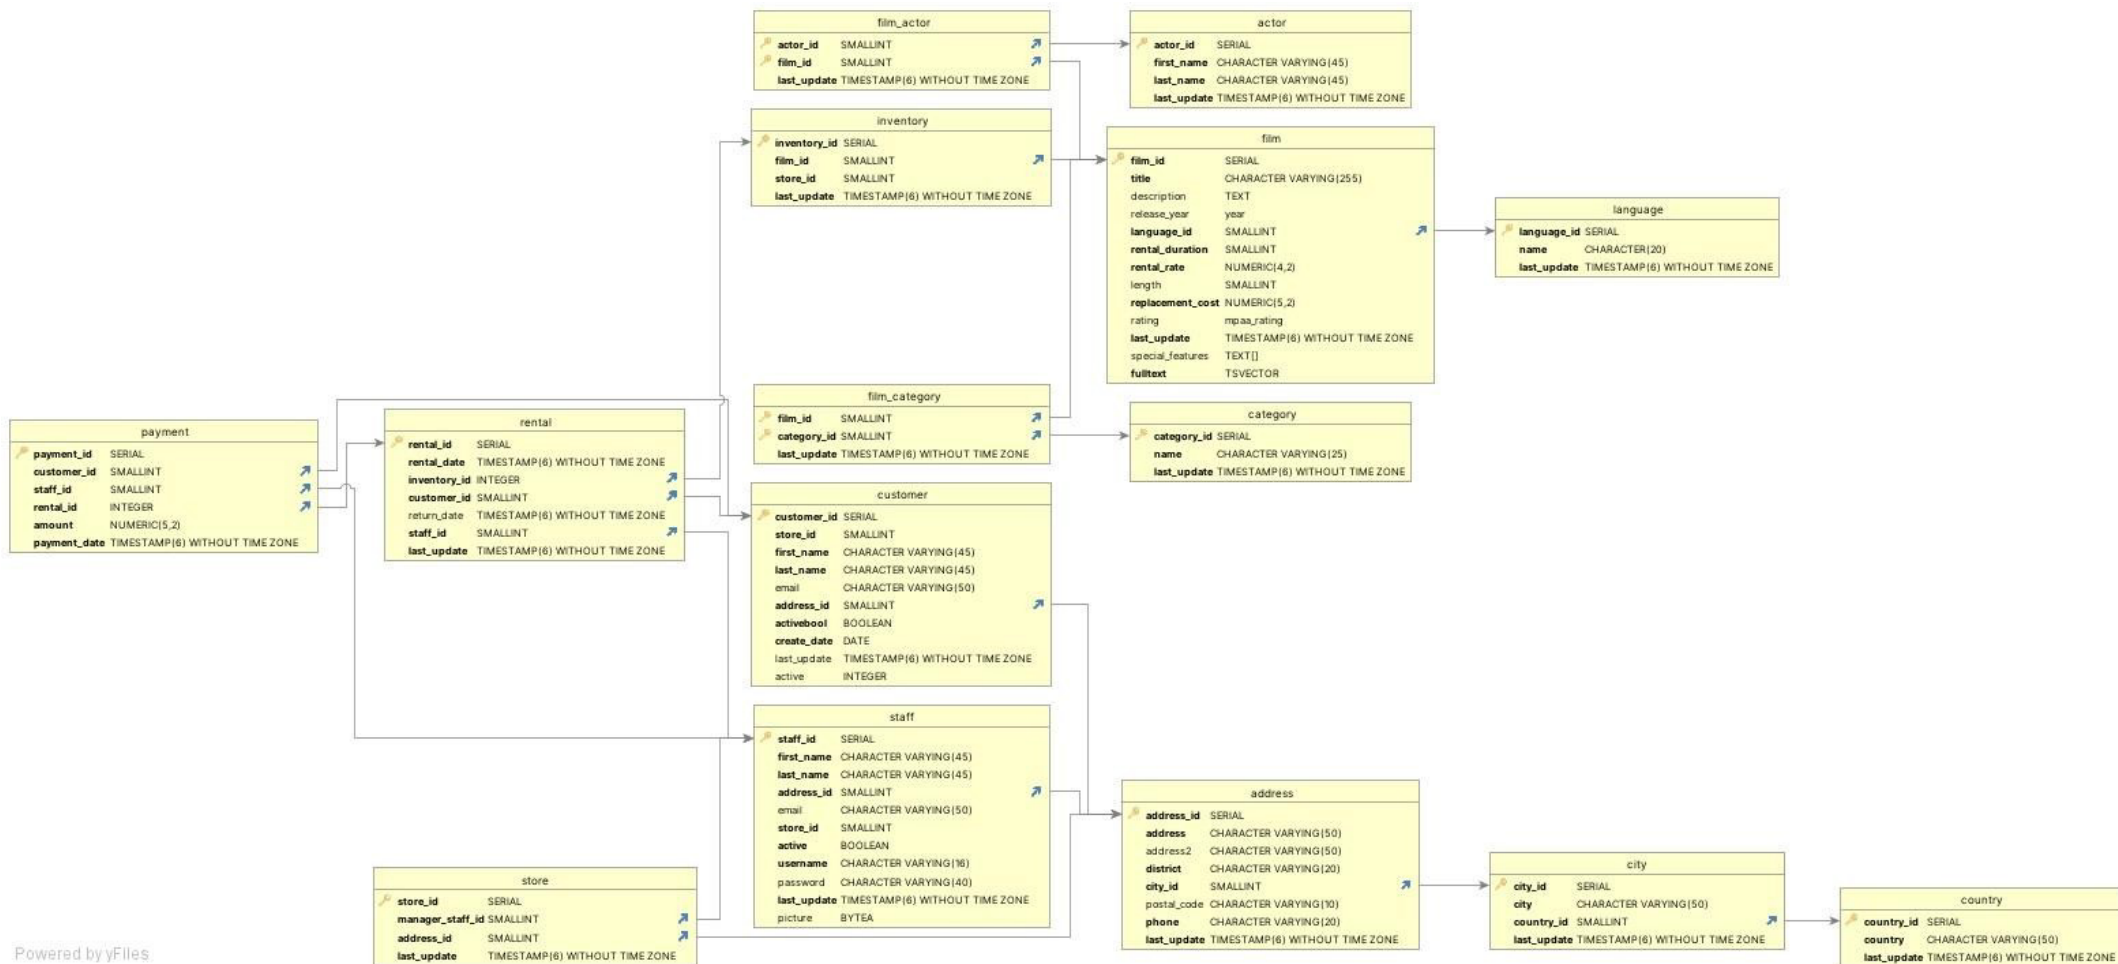 film_actor
actor_id SMALLINT
film_id SMALLINT
last_update TIMESTAMP(6) WITHOUT TIME ZONE
actor
actor_id SERIAL
first_name CHARACTER VARYING(45)
last_name CHARACTER VARYING(45)
last_update TIMESTAMP(6) WITHOUT TIME ZONE
inventory
inventory_id SERIAL
film_id SMALLINT
store_id SMALLINT
last_update TIMESTAMP(6) WITHOUT TIME ZONE
film
film_id SERIAL
title CHARACTER VARYING(255)
description TEXT
release_year year
language_id SMALLINT
rental_duration SMALLINT
rental_rate NUMERIC(4,2)
length SMALLINT
replacement_cost NUMERIC(5,2)
rating mpaa_rating
last_update TIMESTAMP(6) WITHOUT TIME ZONE
special_features TEXT[]
fulltext TSVECTOR
language
language_id SERIAL
name CHARACTER(20)
last_update TIMESTAMP(6) WITHOUT TIME ZONE
payment
payment_id SERIAL
customer_id SMALLINT
staff_id SMALLINT
rental_id INTEGER
amount NUMERIC(5,2)
payment_date TIMESTAMP(6) WITHOUT TIME ZONE
rental
rental_id SERIAL
rental_date TIMESTAMP(6) WITHOUT TIME ZONE
inventory_id INTEGER
customer_id SMALLINT
return_date TIMESTAMP(6) WITHOUT TIME ZONE
staff_id SMALLINT
last_update TIMESTAMP(6) WITHOUT TIME ZONE
film_category
film_id SMALLINT
category_id SMALLINT
last_update TIMESTAMP(6) WITHOUT TIME ZONE
category
category_id SERIAL
name CHARACTER VARYING(25)
last_update TIMESTAMP(6) WITHOUT TIME ZONE
customer
customer_id SERIAL
store_id SMALLINT
first_name CHARACTER VARYING(45)
last_name CHARACTER VARYING(45)
email CHARACTER VARYING(50)
address_id SMALLINT
activebool BOOLEAN
create_date DATE
last_update TIMESTAMP(6) WITHOUT TIME ZONE
active INTEGER
staff
staff_id SERIAL
first_name CHARACTER VARYING(45)
last_name CHARACTER VARYING(45)
address_id SMALLINT
email CHARACTER VARYING(50)
store_id SMALLINT
active BOOLEAN
username CHARACTER VARYING(16)
password CHARACTER VARYING(40)
last_update TIMESTAMP(6) WITHOUT TIME ZONE
picture BYTEA
store
store_id SERIAL
manager_staff_id SMALLINT
address_id SMALLINT
last_update TIMESTAMP(6) WITHOUT TIME ZONE
address
address_id SERIAL
address CHARACTER VARYING(50)
address2 CHARACTER VARYING(50)
district CHARACTER VARYING(20)
city_id SMALLINT
postal_code CHARACTER VARYING(10)
phone CHARACTER VARYING(20)
last_update TIMESTAMP(6) WITHOUT TIME ZONE
city
city_id SERIAL
city CHARACTER VARYING(50)
country_id SMALLINT
last_update TIMESTAMP(6) WITHOUT TIME ZONE
country
country_id SERIAL
country CHARACTER VARYING(50)
last_update TIMESTAMP(6) WITHOUT TIME ZONE
Powered by yFiles